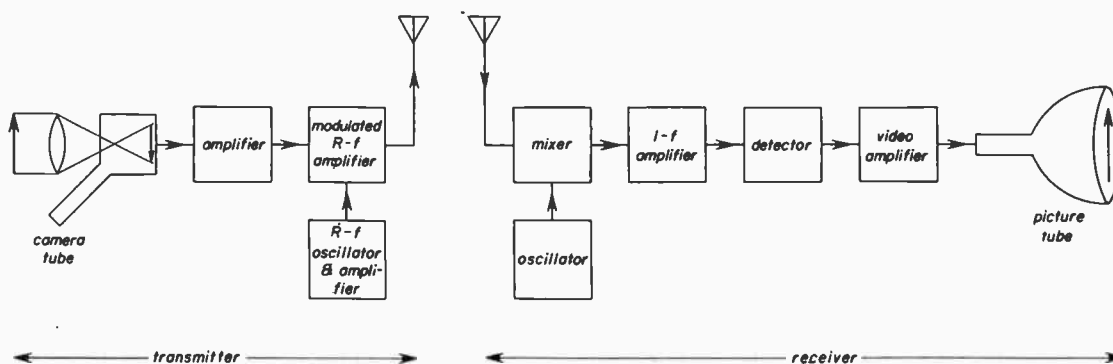 camera
tube
amplifier
modulated
R-f
amplifier
R-f
oscillator
& ampli-
fier
mixer
oscillator
I-f
amplifier
detector
video
amplifier
picture
tube
transmitter
receiver